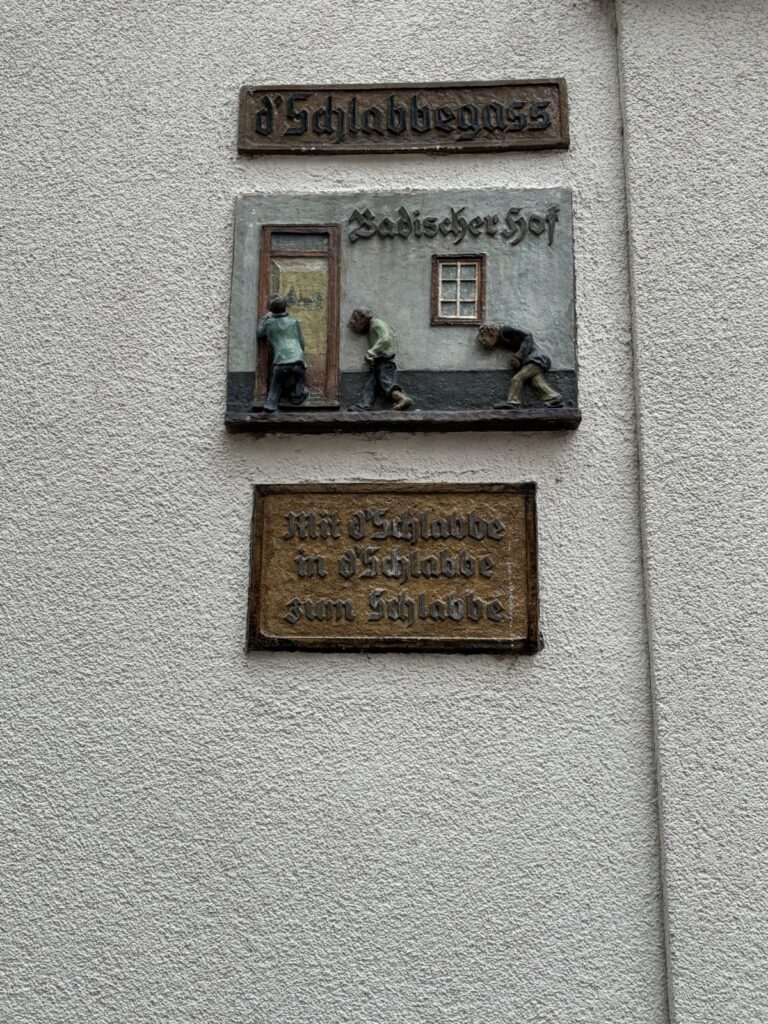 d'Schlabbegass
Badischer Hof
Mit d'Schlabbe
in d'Schlabbe
zum Schlabbe